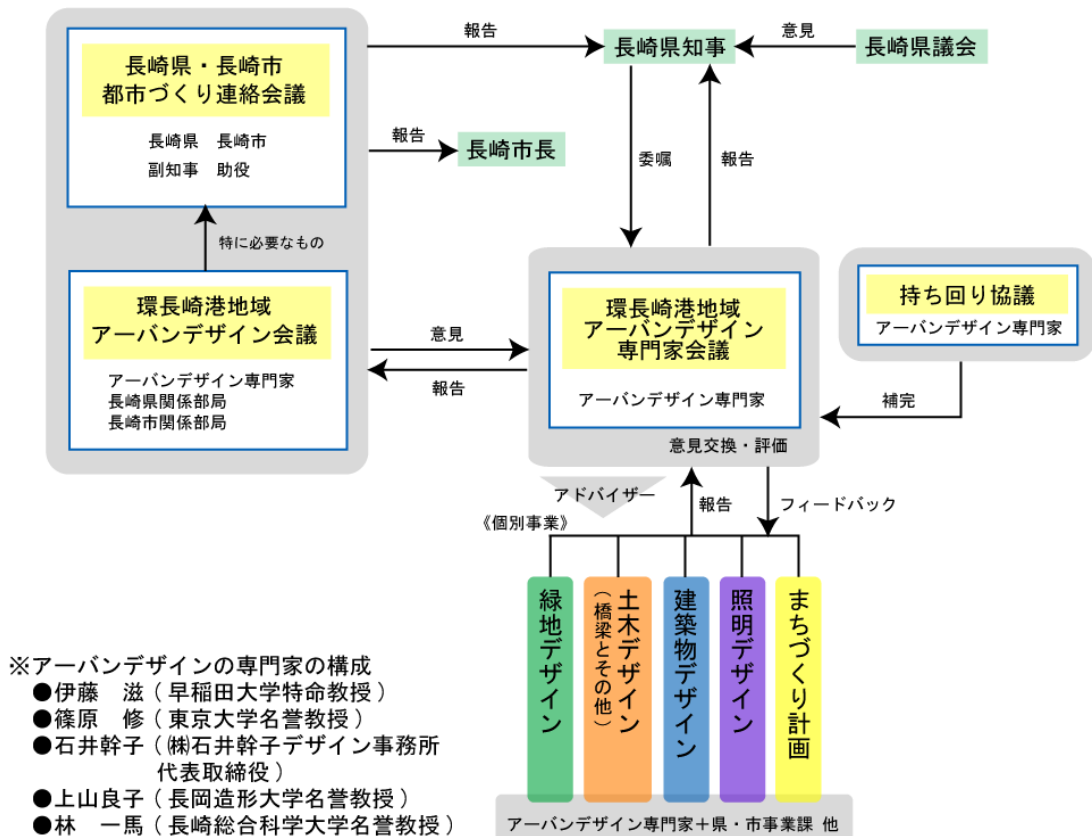 長崎県・長崎市
都市づくり連絡会議
長崎県 長崎市
副知事 助役
報告
長崎県知事
意見
長崎県議会
報告
長崎市長
委嘱
報告
特に必要なもの
環長崎港地域
アーバンデザイン会議
アーバンデザイン専門家
長崎県関係部局
長崎市関係部局
意見
報告
環長崎港地域
アーバンデザイン
専門家会議
アーバンデザイン専門家
意見交換・評価
持ち回り協議
アーバンデザイン専門家
補完
アドバイザー
報告
フィードバック
《個別事業》
緑地デザイン
土木デザイン
(橋梁とその他)
建築物デザイン
照明デザイン
まちづくり計画
アーバンデザイン専門家+県・市事業課 他
※アーバンデザインの専門家の構成
●伊藤 滋(早稲田大学特命教授)
●篠原 修(東京大学名誉教授)
●石井幹子(㈱石井幹子デザイン事務所
代表取締役)
●上山良子(長岡造形大学名誉教授)
●林 一馬(長崎総合科学大学名誉教授)